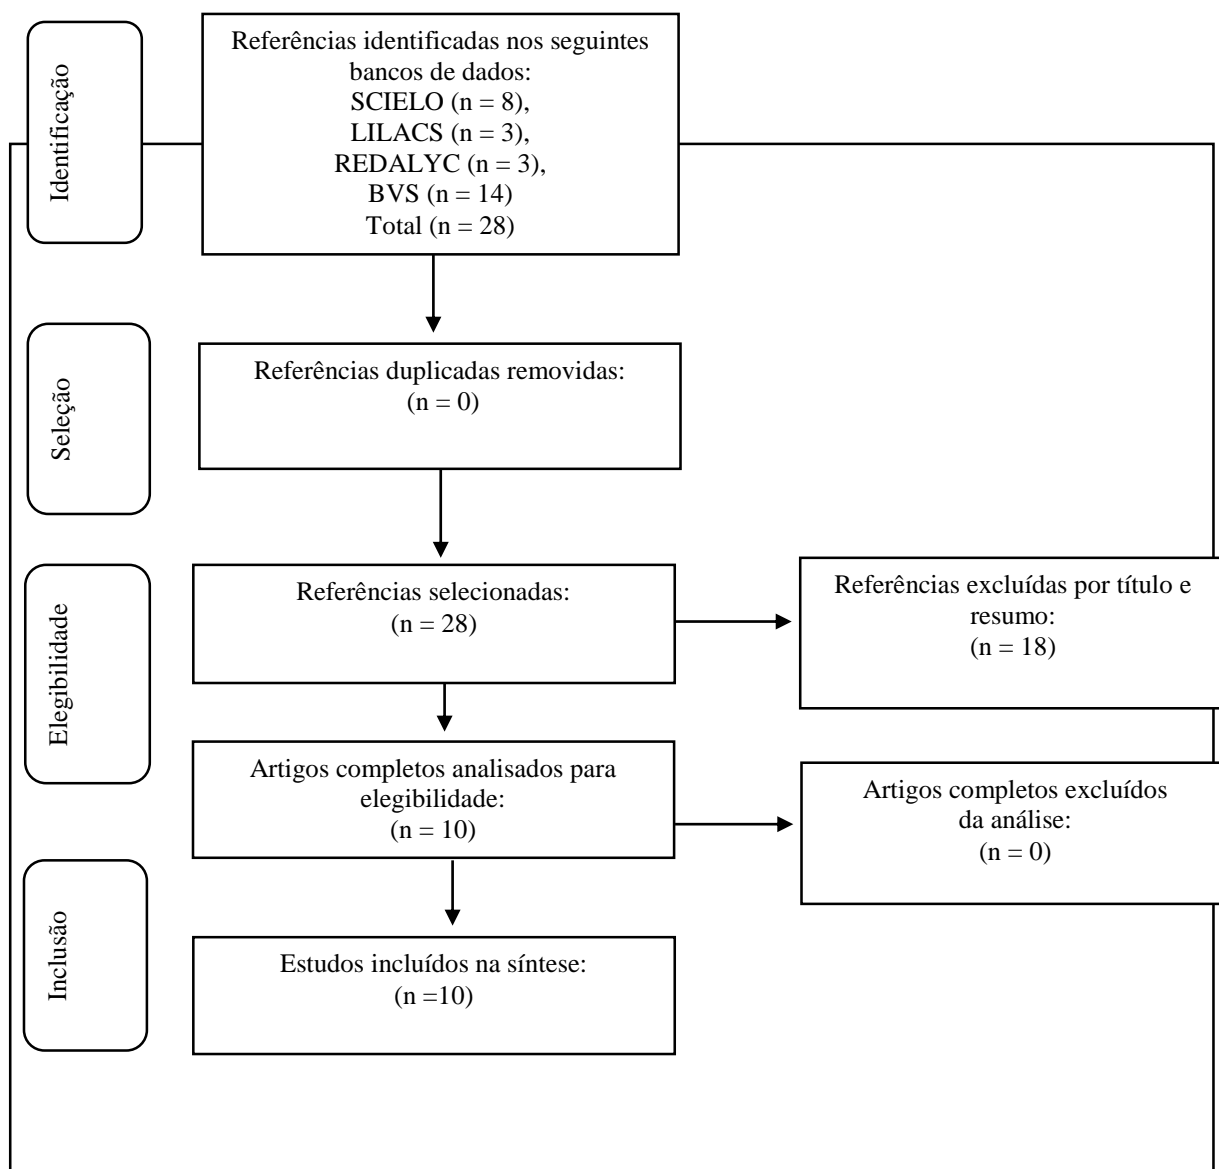 Identificação
Referências identificadas nos seguintes
bancos de dados:
SCIELO (n = 8),
LILACS (n = 3),
REDALYC (n = 3),
BVS (n = 14)
Total (n = 28)
Seleção
Referências duplicadas removidas:
(n = 0)
Elegibilidade
Referências selecionadas:
(n = 28)
Referências excluídas por título e
resumo:
(n = 18)
Artigos completos analisados para
elegibilidade:
(n = 10)
Artigos completos excluídos
da análise:
(n = 0)
Inclusão
Estudos incluídos na síntese:
(n =10)